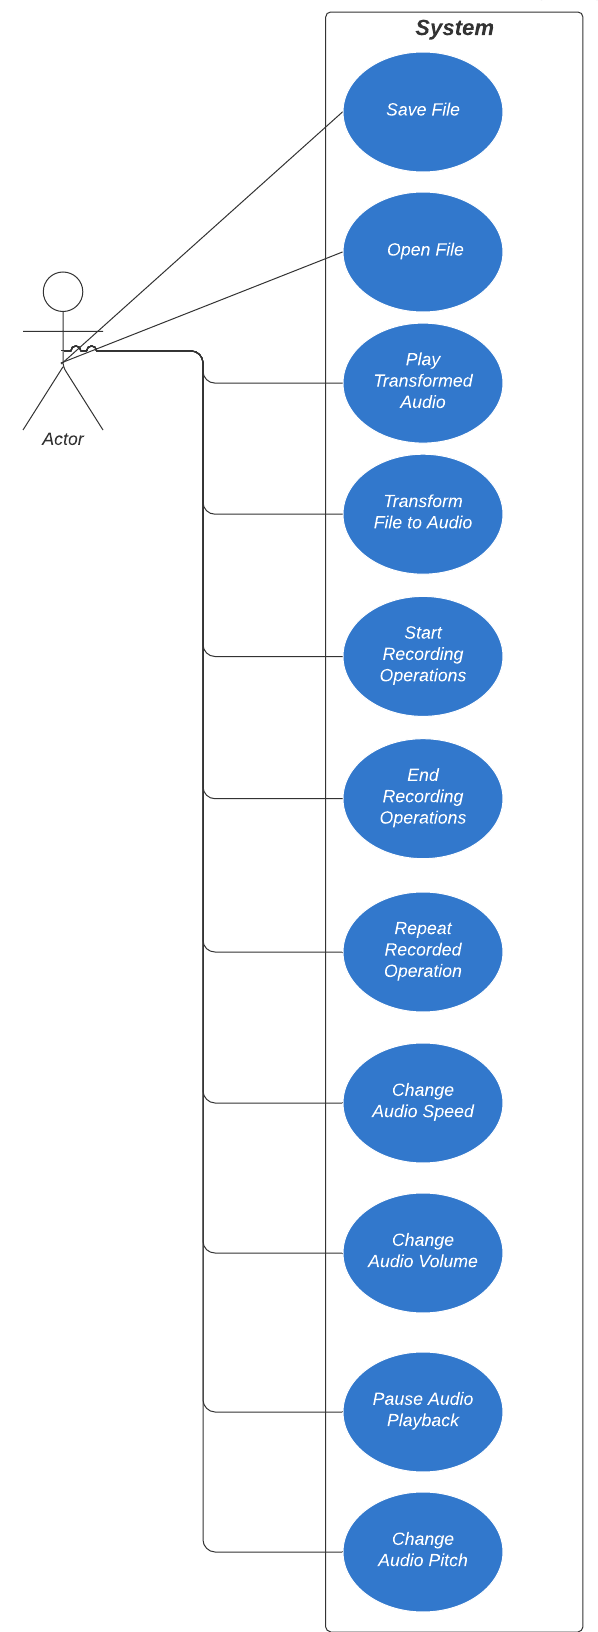 System
Save File
Open File
Play
Transformed
Audio
Transform
File to Audio
Actor
Start
Recording
Operations
End
Recording
Operations
Repeat
Recorded
Operation
Change
Audio Speed
Change
Audio Volume
Pause Audio
Playback
Change
Audio Pitch